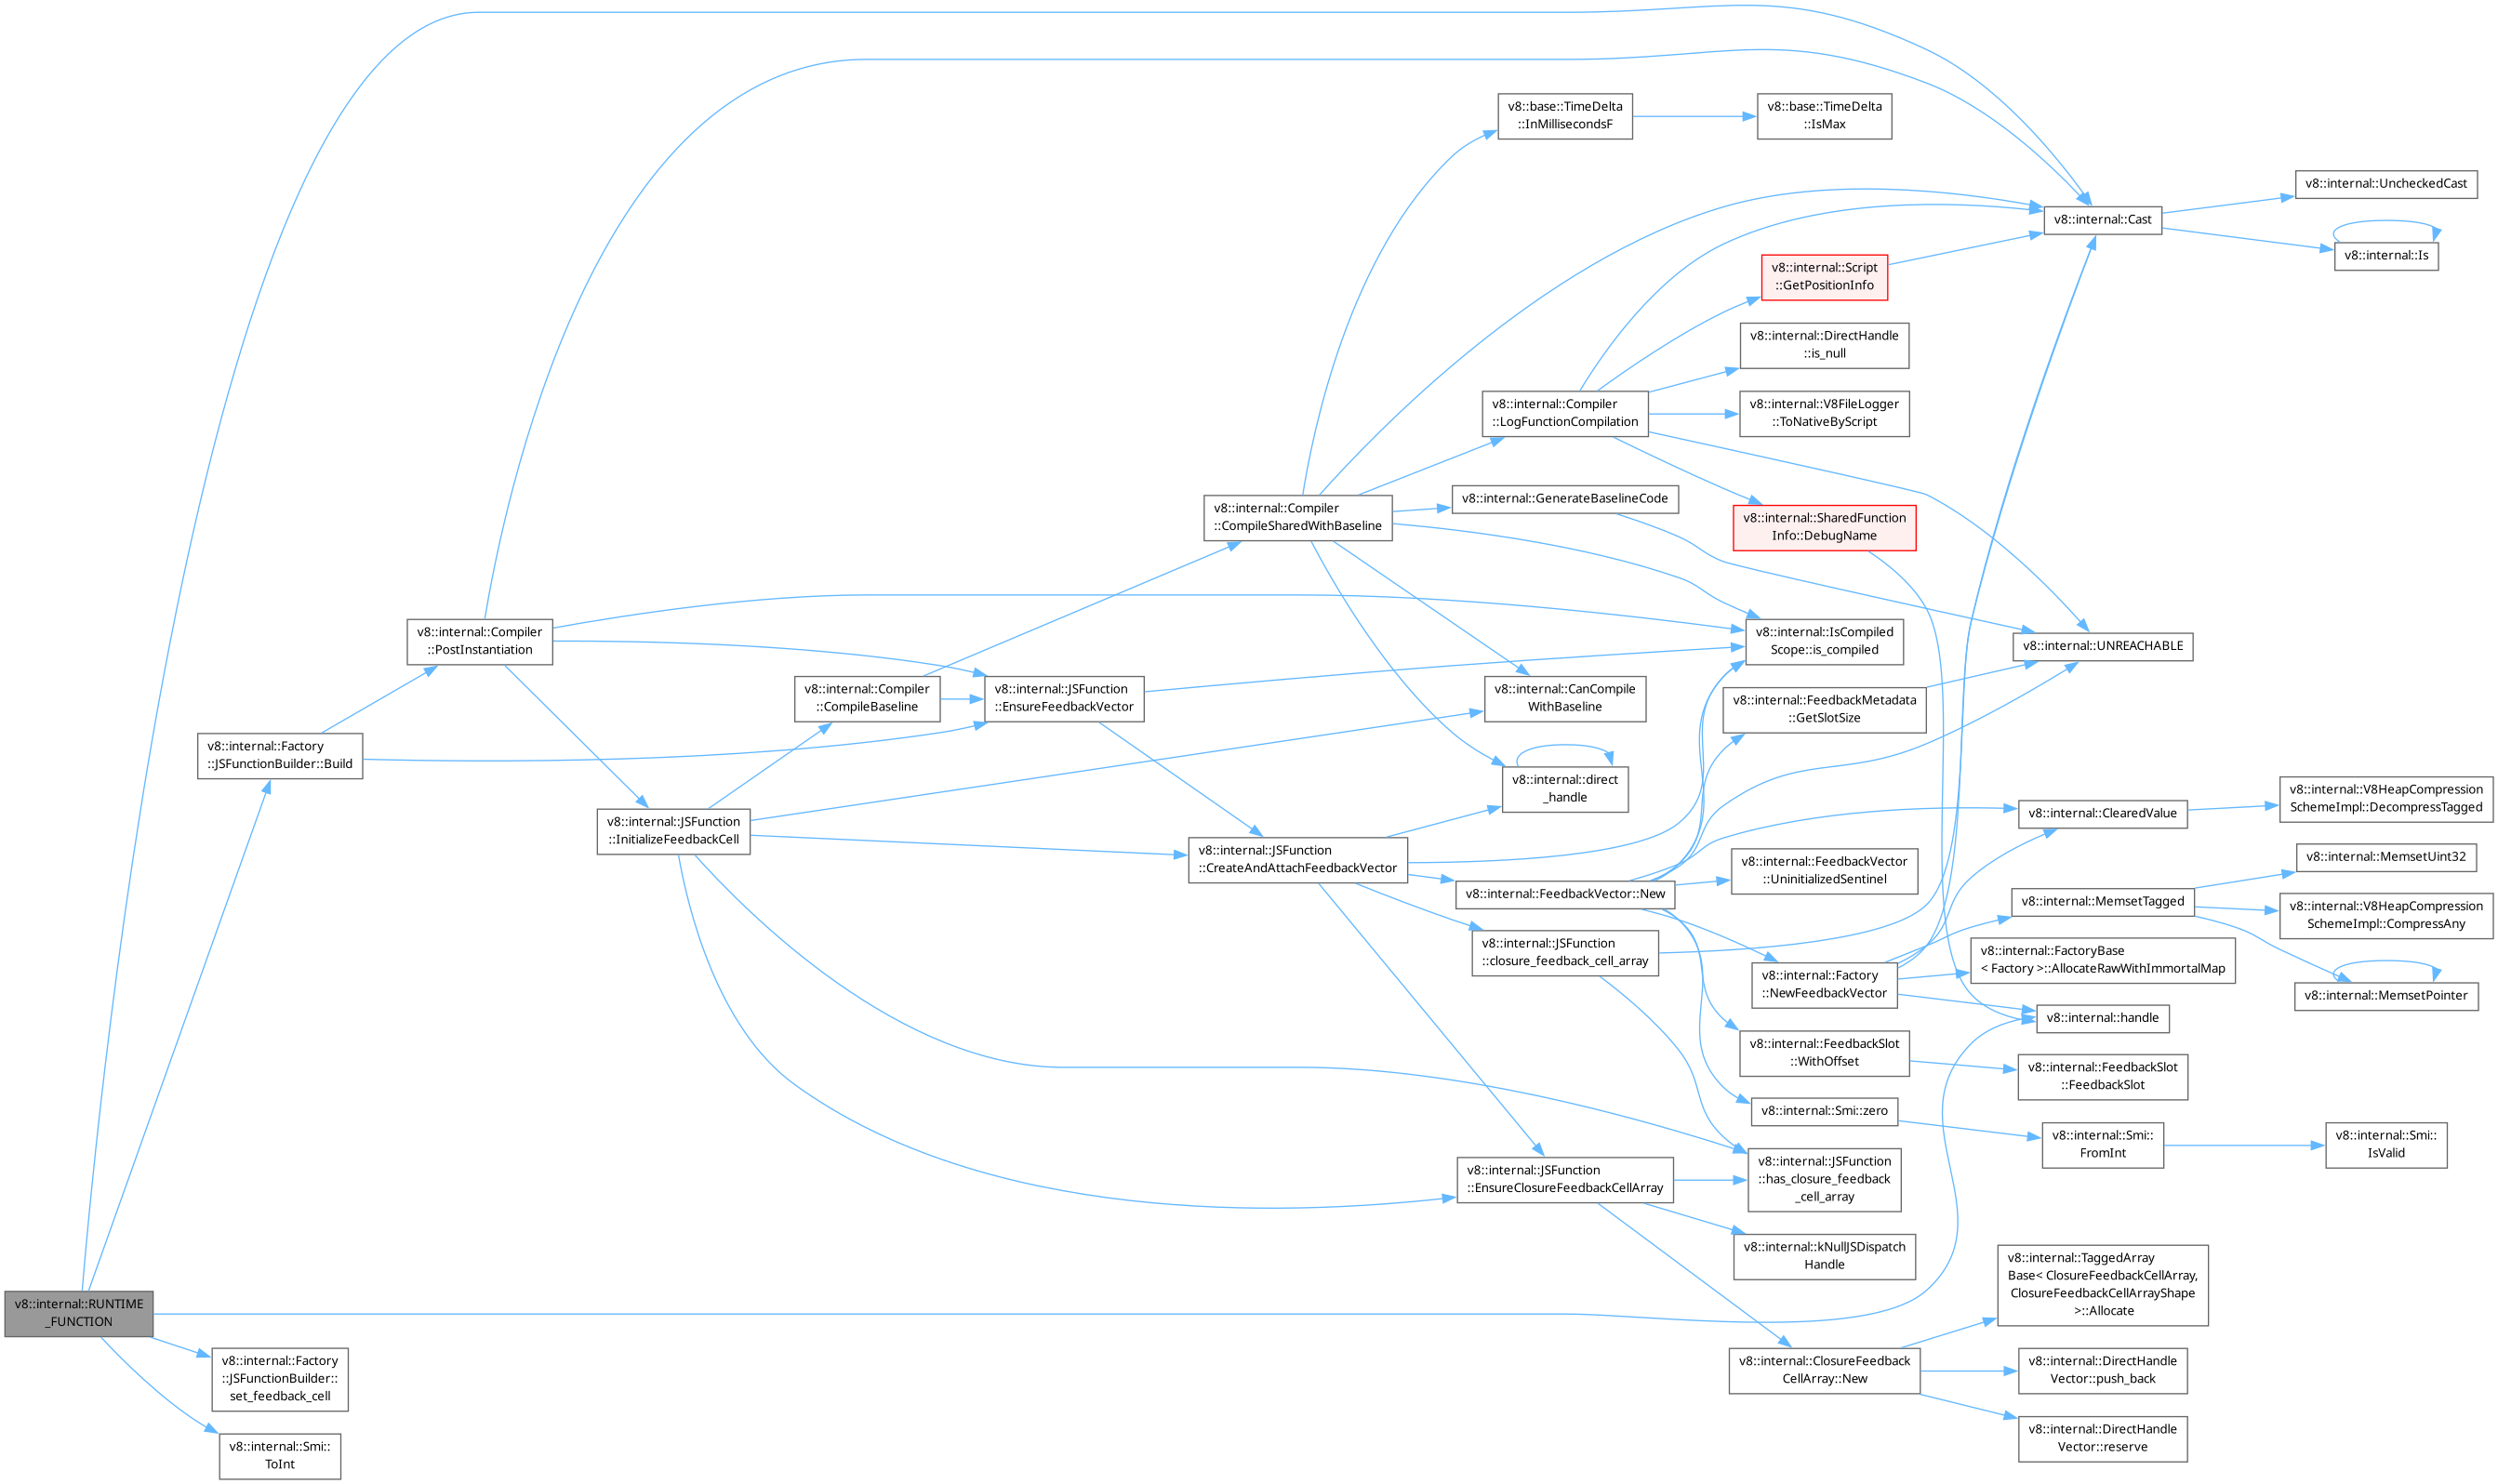 v8::internal::RUNTIME
_FUNCTION
v8::internal::Factory
::JSFunctionBuilder::Build
v8::internal::Factory
::JSFunctionBuilder::
set_feedback_cell
v8::internal::Smi::
ToInt
v8::internal::Compiler
::PostInstantiation
v8::internal::JSFunction
::InitializeFeedbackCell
v8::internal::Compiler
::CompileBaseline
v8::internal::JSFunction
::EnsureFeedbackVector
v8::internal::Compiler
::CompileSharedWithBaseline
v8::internal::JSFunction
::CreateAndAttachFeedbackVector
v8::base::TimeDelta
::InMillisecondsF
v8::internal::Compiler
::LogFunctionCompilation
v8::internal::GenerateBaselineCode
v8::internal::CanCompile
WithBaseline
v8::internal::direct
_handle
v8::internal::FeedbackVector::New
v8::internal::JSFunction
::closure_feedback_cell_array
v8::internal::JSFunction
::EnsureClosureFeedbackCellArray
v8::base::TimeDelta
::IsMax
v8::internal::Script
::GetPositionInfo
v8::internal::DirectHandle
::is_null
v8::internal::V8FileLogger
::ToNativeByScript
v8::internal::SharedFunction
Info::DebugName
v8::internal::IsCompiled
Scope::is_compiled
v8::internal::FeedbackMetadata
::GetSlotSize
v8::internal::FeedbackVector
::UninitializedSentinel
v8::internal::Factory
::NewFeedbackVector
v8::internal::FeedbackSlot
::WithOffset
v8::internal::Smi::zero
v8::internal::JSFunction
::has_closure_feedback
_cell_array
v8::internal::kNullJSDispatch
Handle
v8::internal::ClosureFeedback
CellArray::New
v8::internal::Cast
v8::internal::UNREACHABLE
v8::internal::ClearedValue
v8::internal::MemsetTagged
v8::internal::FactoryBase
< Factory >::AllocateRawWithImmortalMap
v8::internal::handle
v8::internal::FeedbackSlot
::FeedbackSlot
v8::internal::Smi::
FromInt
v8::internal::TaggedArray
Base< ClosureFeedbackCellArray,
ClosureFeedbackCellArrayShape
>::Allocate
v8::internal::DirectHandle
Vector::push_back
v8::internal::DirectHandle
Vector::reserve
v8::internal::UncheckedCast
v8::internal::Is
v8::internal::V8HeapCompression
SchemeImpl::DecompressTagged
v8::internal::MemsetUint32
v8::internal::V8HeapCompression
SchemeImpl::CompressAny
v8::internal::MemsetPointer
v8::internal::Smi::
IsValid